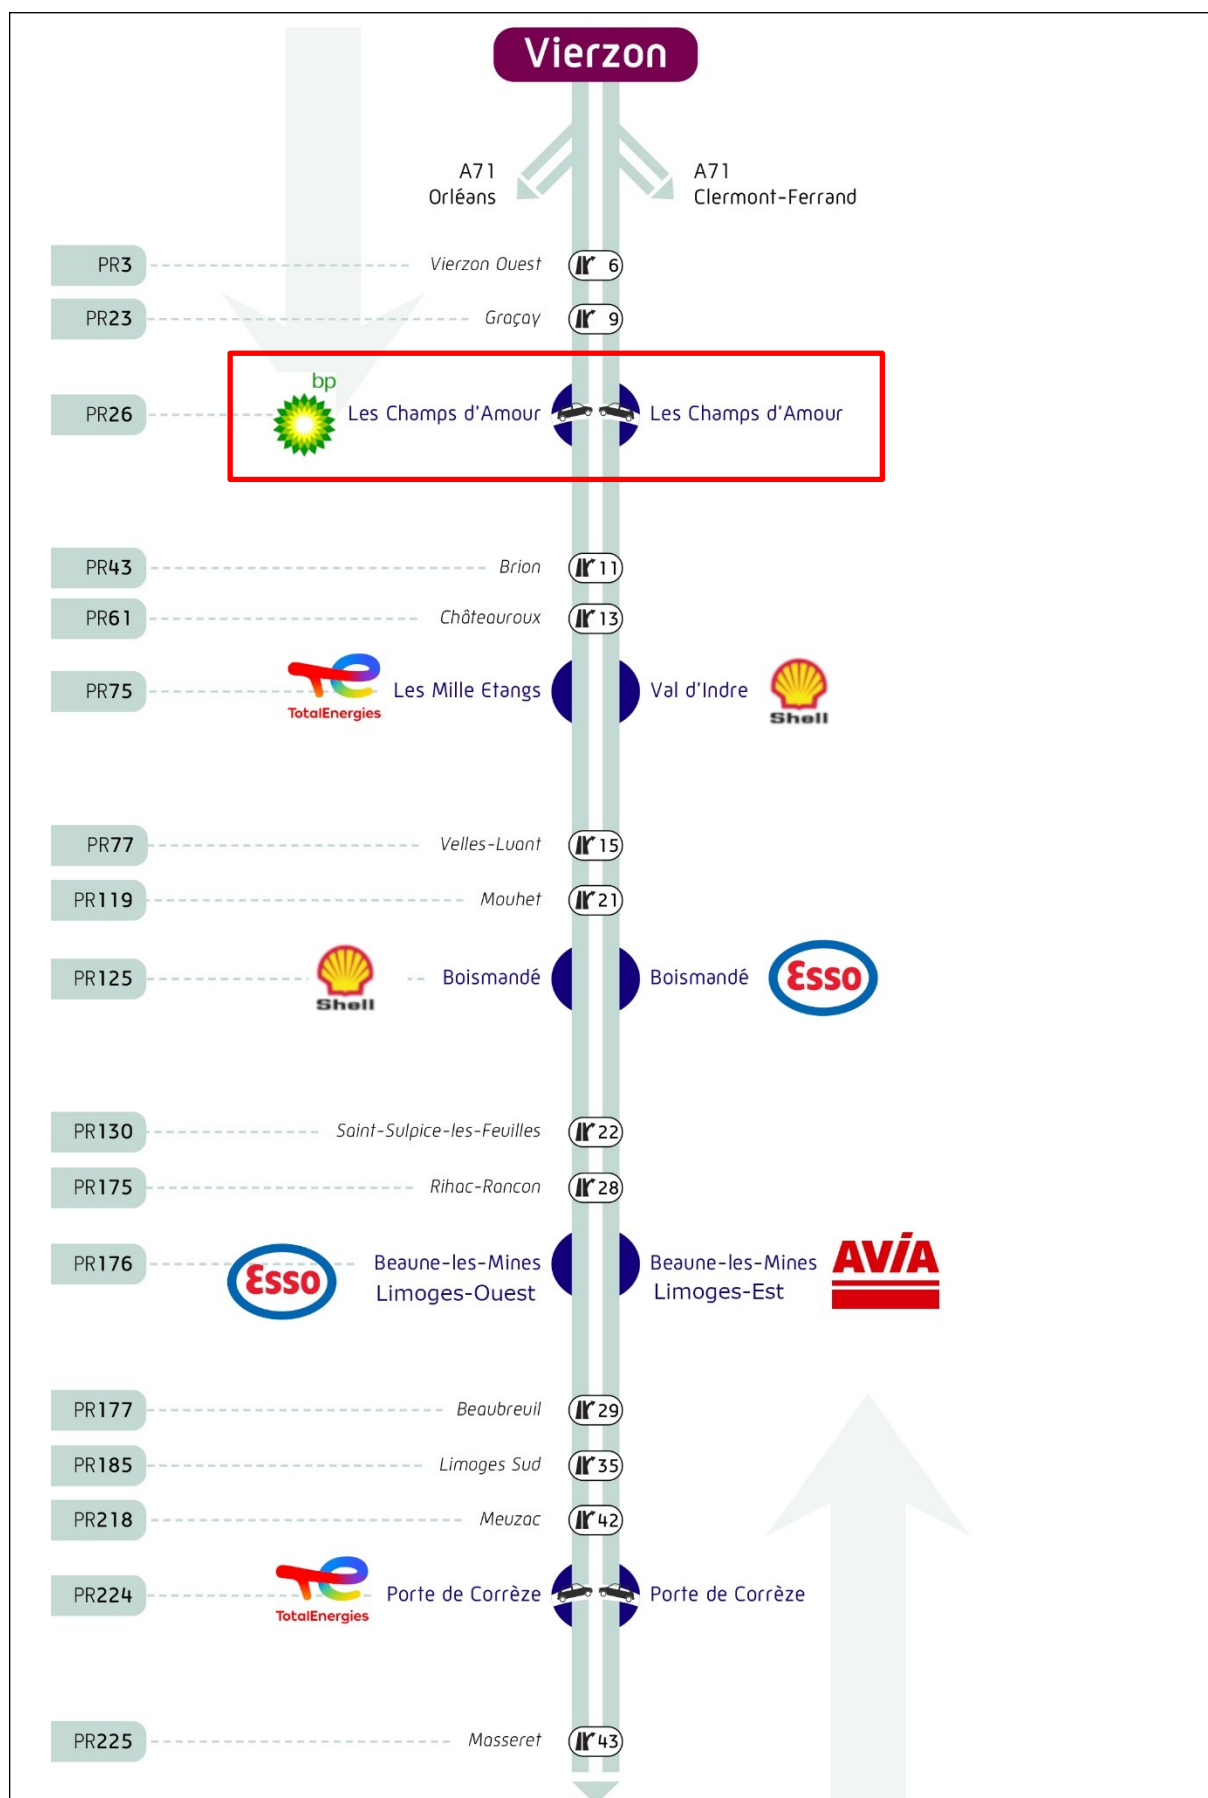 Vierzon
A71
Orléans
A71
Clermont-Ferrand
PR3 Vierzon Ouest 6
PR23 Graçay 9
bp
PR26 Les Champs d'Amour Les Champs d'Amour
PR43 Brion 11
PR61 Châteauroux 13
PR75 TotalEnergies Les Mille Etangs Val d'Indre Shell
PR77 Velles-Luant 15
PR119 Mouhet 21
PR125 Shell Boismandé Boismandé Esso
PR130 Saint-Sulpice-les-Feuilles 22
PR175 Rihac-Rancon 28
PR176 Esso Beaune-les-Mines Beaune-les-Mines AVIA
Limoges-Ouest Limoges-Est
PR177 Beaubreuil 29
PR185 Limoges Sud 35
PR218 Meuzac 42
PR224 TotalEnergies Porte de Corrèze Porte de Corrèze
PR225 Masseret 43